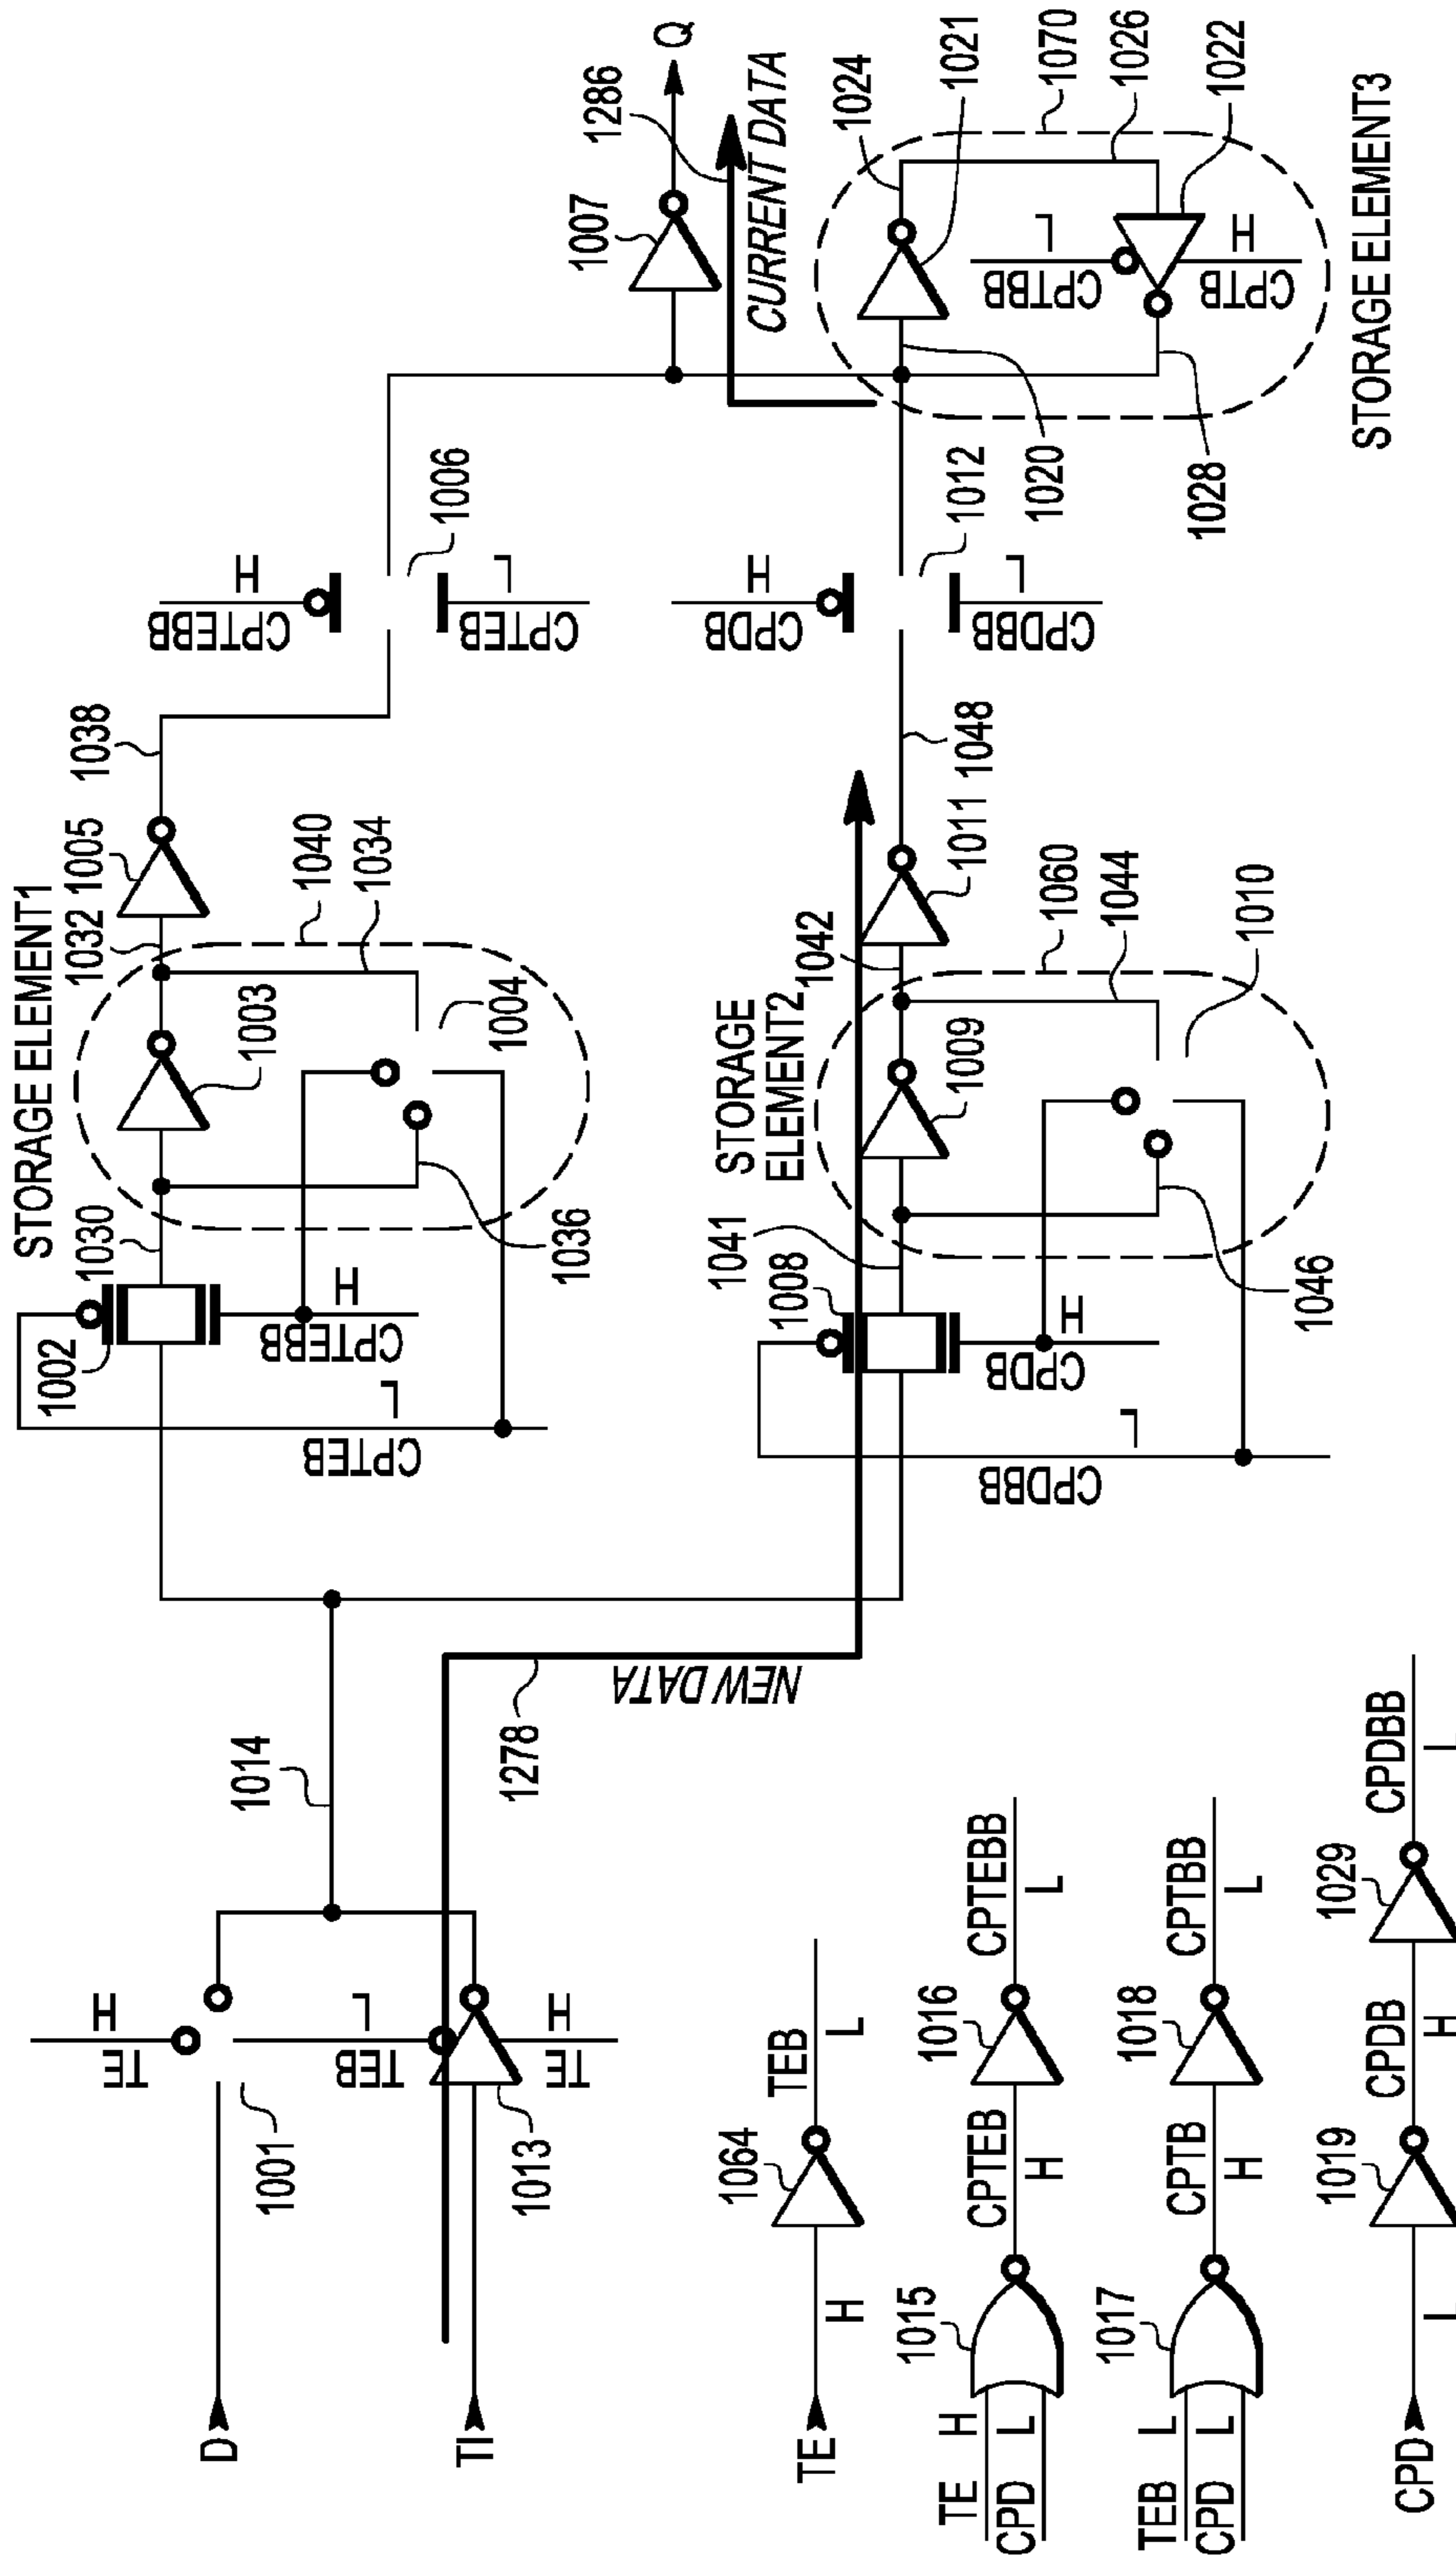 D
TE
H
1001
TEB
L
TI
1013
TE
H
1014
1278
NEW DATA
STORAGE ELEMENT1
1002
1030
CPTEBB
H
CPTEB
L
1003
1036
1004
1032
1005
1040
1034
1038
CPTEBB
H
1006
CPTEB
L
1007
Q
1286
CURRENT DATA
STORAGE
ELEMENT2
1008
1041
CPDB
H
CPDBB
L
1009
1046
1042
1011
1060
1044
1010
1048
CPDB
H
1012
CPDBB
L
1020
1028
1024
1021
1070
1026
1022
CPTBB
L
CPTB
H
STORAGE ELEMENT3
TE
H
1064
TEB
L
TE H
CPD L
1015
CPTEB
H
1016
CPTEBB
L
TEB L
CPD L
1017
CPTB
H
1018
CPTBB
L
CPD
L
1019
CPDB
H
1029
CPDBB
L